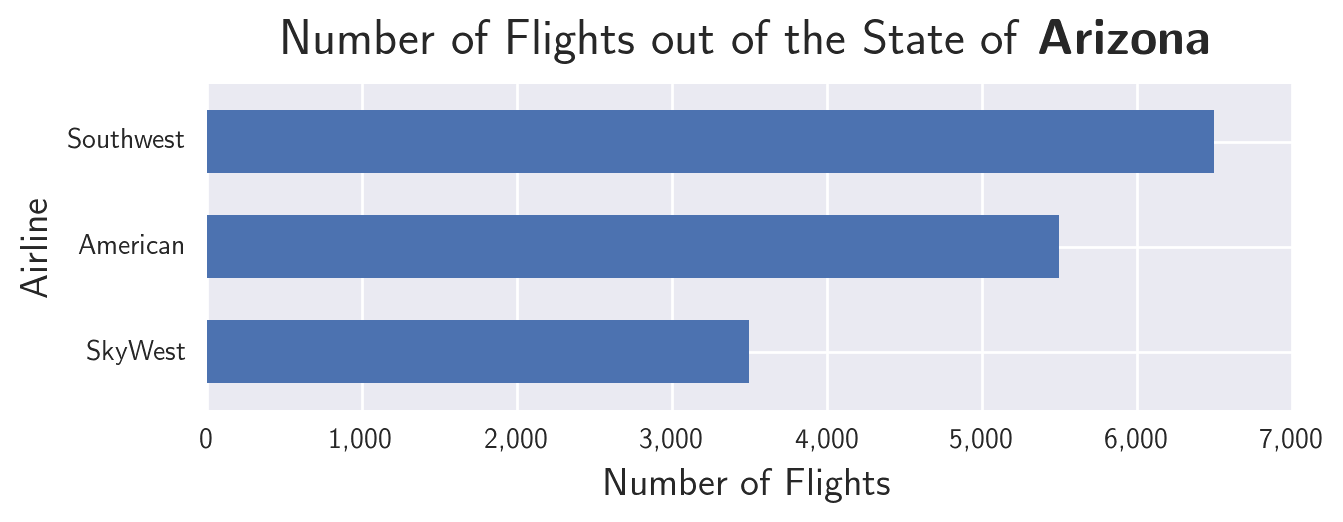 Number of Flights out of the State of Arizona
Southwest
American
SkyWest
Airline
0 1,000 2,000 3,000 4,000 5,000 6,000 7,000
Number of Flights